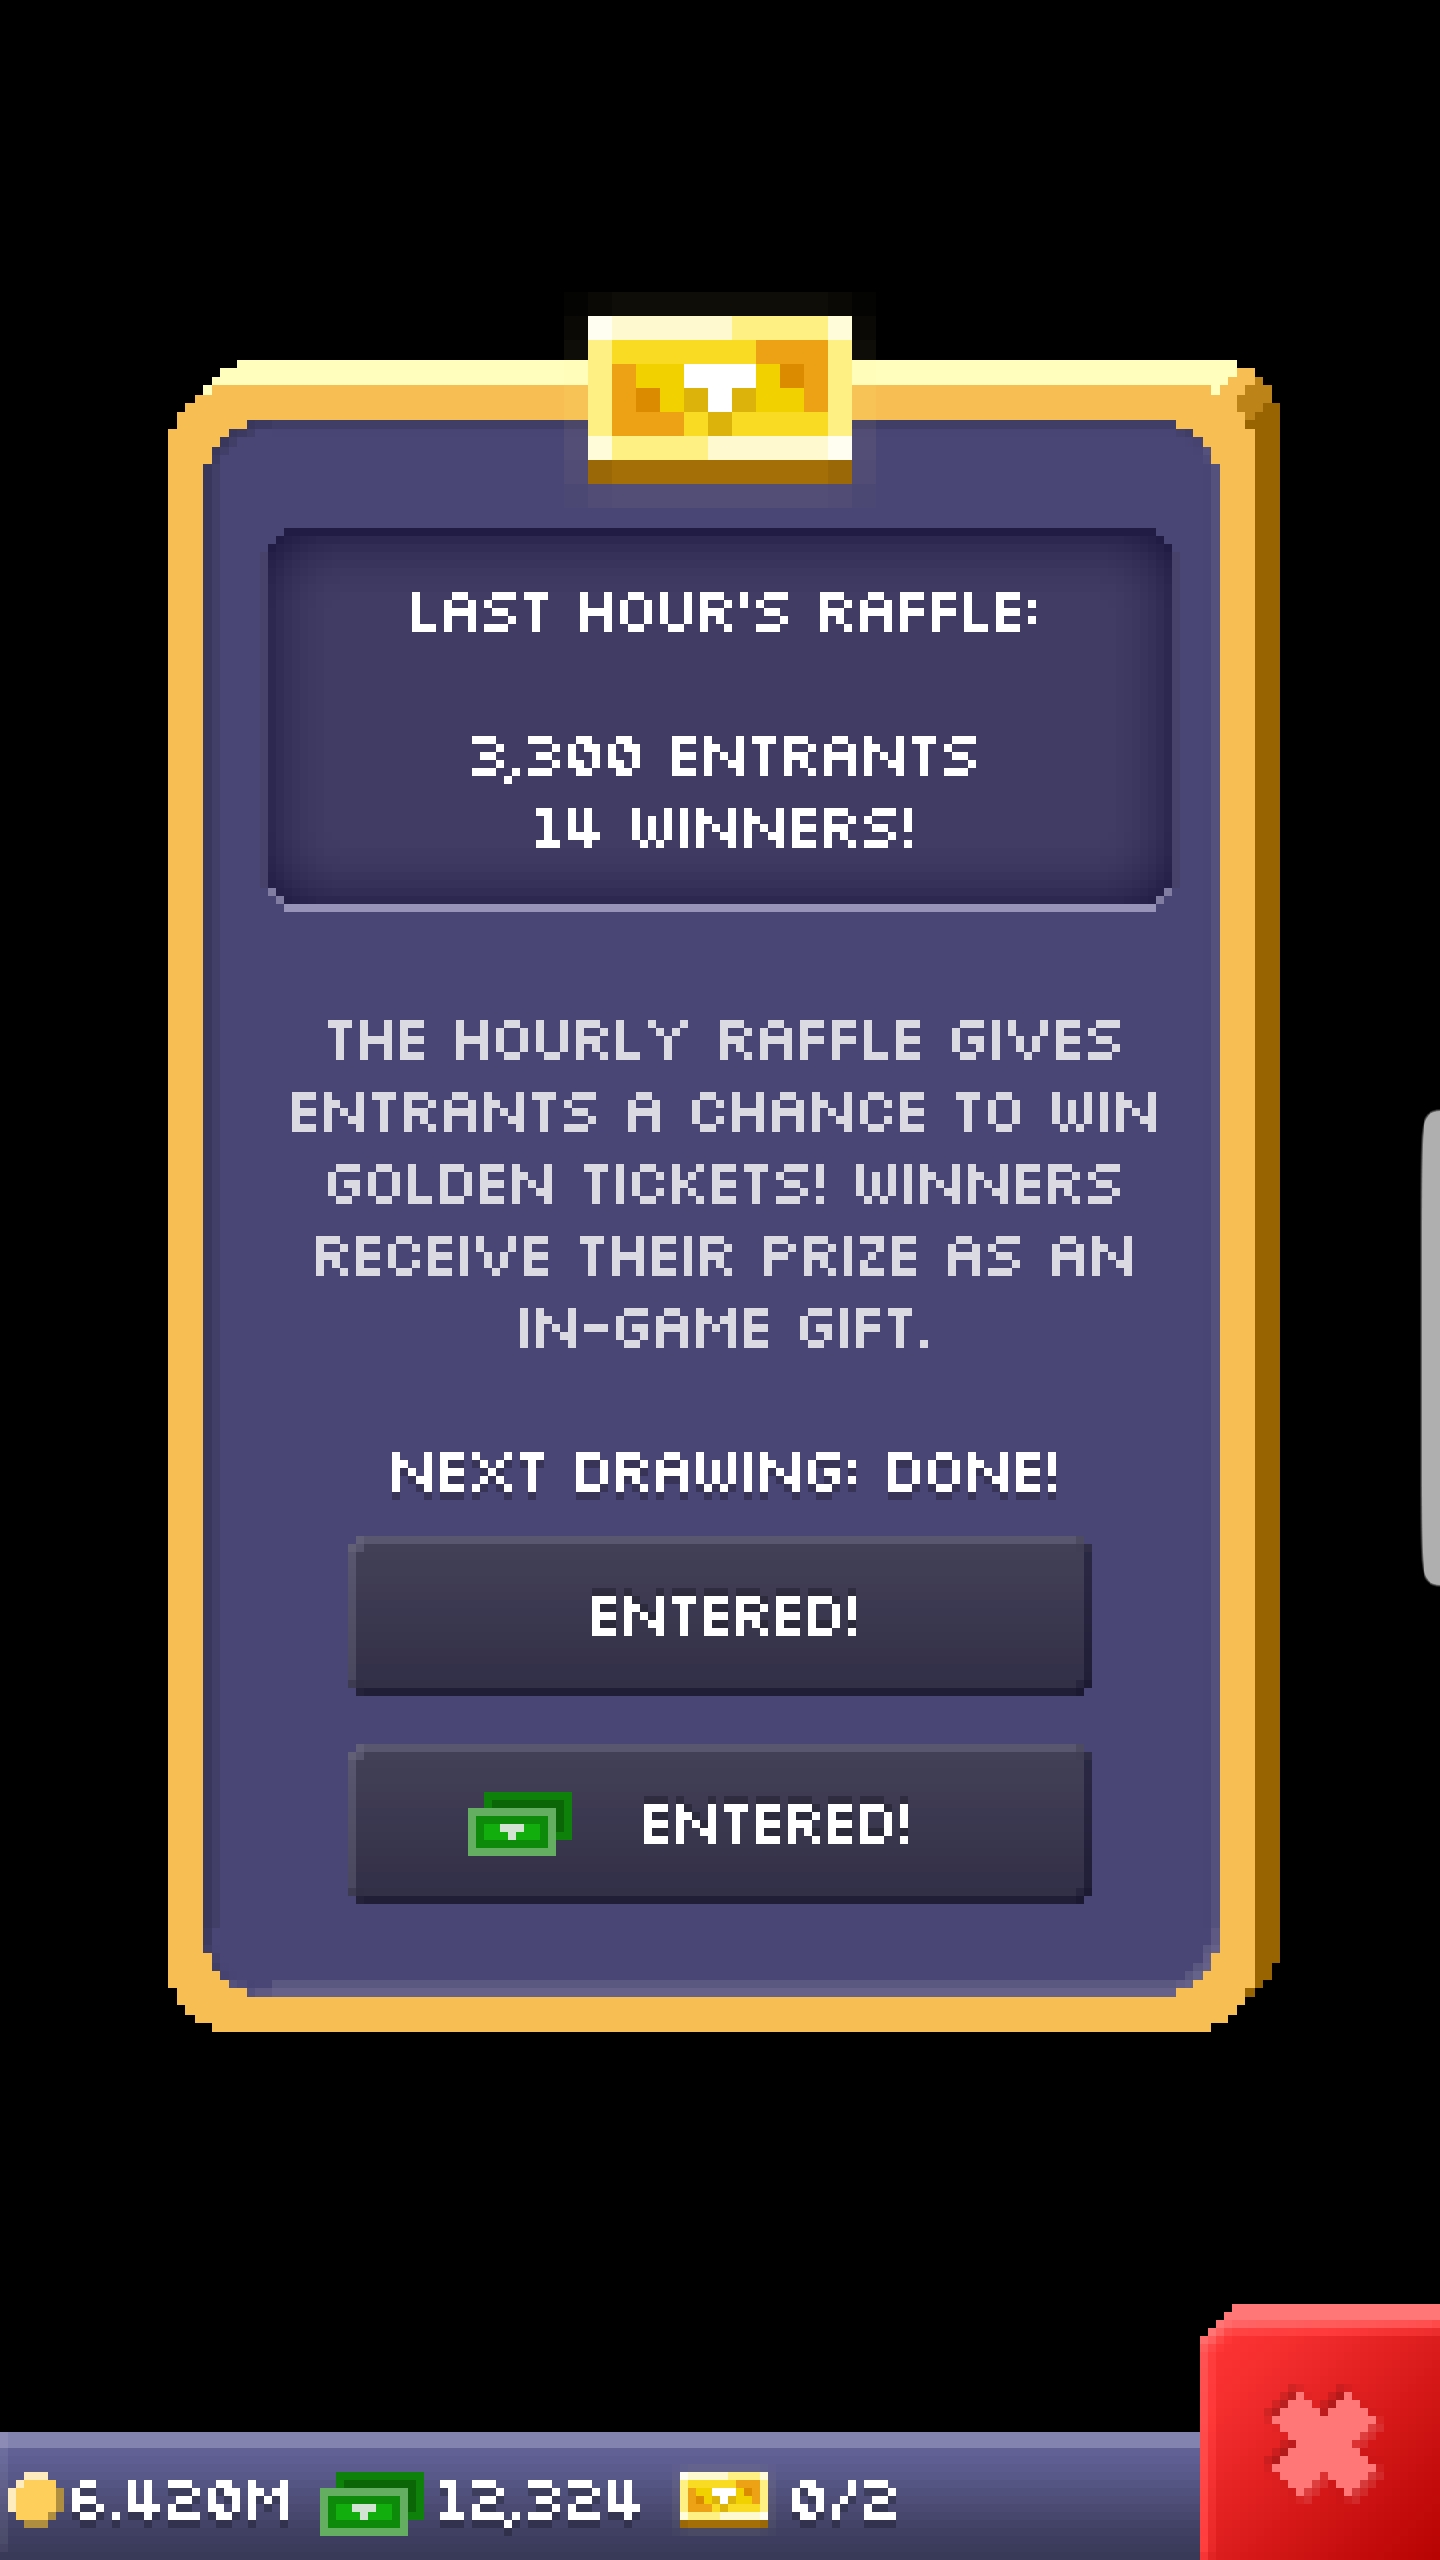 LAST HOUR'S RAFFLE:
3,300 ENTRANTS
14 WINNERS!
THE HOURLY RAFFLE GIVES
ENTRANTS A CHANCE TO WIN
GOLDEN TICKETS! WINNERS
RECEIVE THEIR PRIZE AS AN
IN-GAME GIFT.
NEXT DRAWING: DONE!
ENTERED!
ENTERED!
6.420M 12,324 0/2